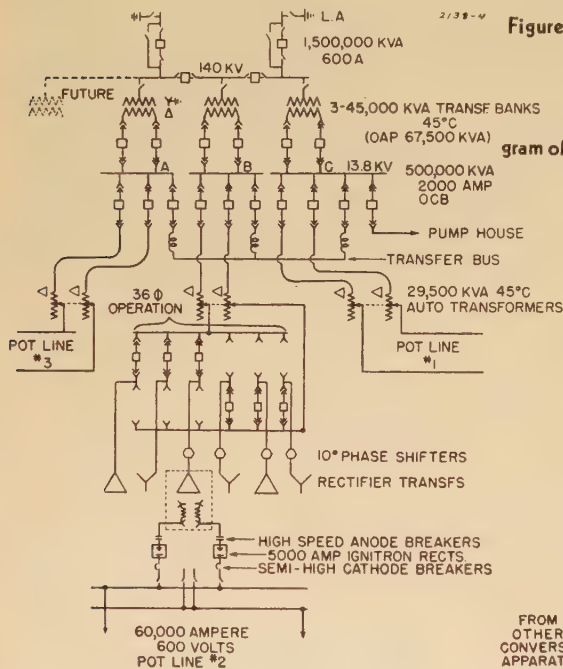 L.A
2138-4
Figure
1,500,000 KVA
600 A
140 KV
FUTURE
3-45,000 KVA TRANSF. BANKS
45°C
(OAP 67,500 KVA)
gram of
A
B
C
13.8 KV
500,000 KVA
2000 AMP
OCB
PUMP HOUSE
TRANSFER BUS
36 Φ
OPERATION
29,500 KVA 45°C
AUTO TRANSFORMERS
POT LINE
#3
POT LINE
#1
10° PHASE SHIFTERS
RECTIFIER TRANSFS
HIGH SPEED ANODE BREAKERS
5000 AMP IGNITRON RECTS.
SEMI-HIGH CATHODE BREAKERS
60,000 AMPERE
600 VOLTS
POT LINE #2
FROM
OTHER
CONVERS
APPARAT